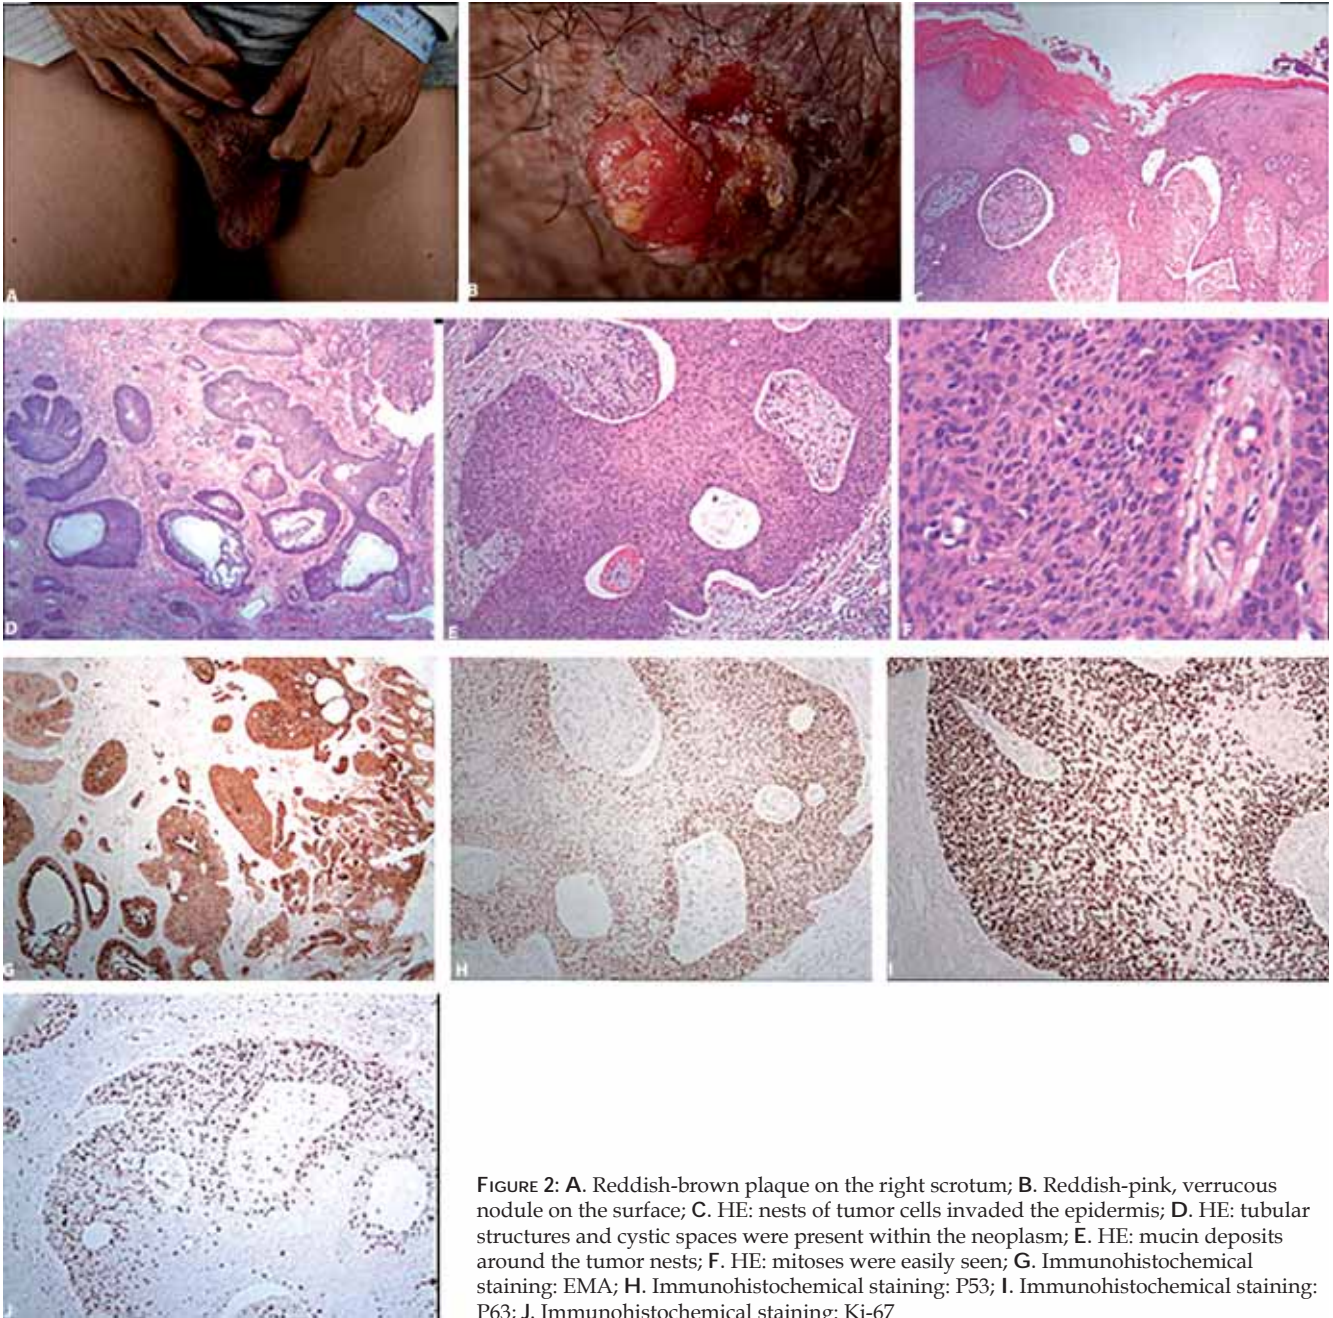 A
B
C
D
E
F
G
H
I
J
FIGURE 2: A. Reddish-brown plaque on the right scrotum; B. Reddish-pink, verrucous
nodule on the surface; C. HE: nests of tumor cells invaded the epidermis; D. HE: tubular
structures and cystic spaces were present within the neoplasm; E. HE: mucin deposits
around the tumor nests; F. HE: mitoses were easily seen; G. Immunohistochemical
staining: EMA; H. Immunohistochemical staining: P53; I. Immunohistochemical staining:
P63; J. Immunohistochemical staining: Ki-67